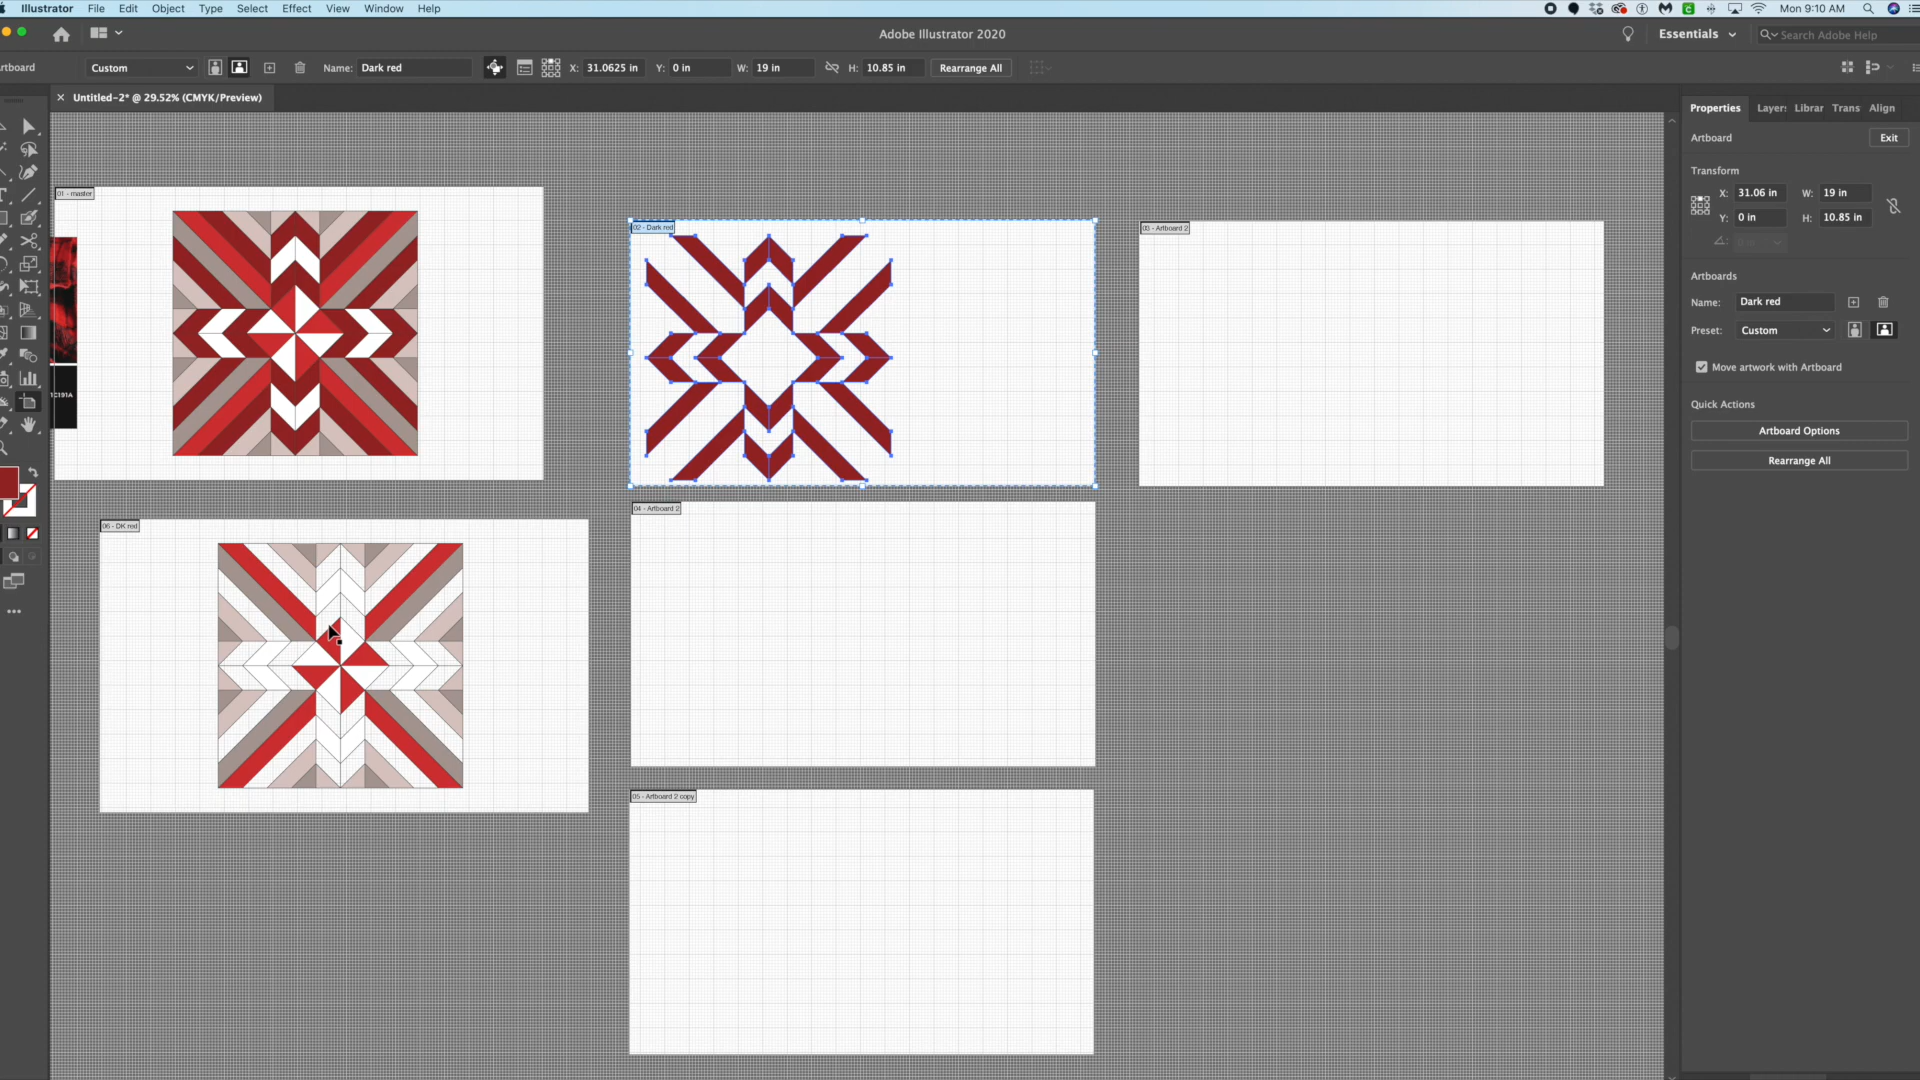 Illustrator File Edit Object Type Select Effect View Window Help Mon 9:10 AM
Adobe Illustrator 2020 Essentials Search Adobe Help
rtboard Custom Name: Dark red X: 31.0625 in Y: 0 in W: 19 in H: 10.85 in Rearrange All
× Untitled-2* @ 29.52% (CMYK/Preview)
Properties Layer: Librar Trans Align
Artboard Exit
Transform
X: 31.06 in W: 19 in
Y: 0 in H: 10.85 in
Artboards
Name: Dark red
Preset: Custom
Move artwork with Artboard
Quick Actions
Artboard Options
Rearrange All
01 - master
02 - Dark red
03 - Artboard 2
1C191A
04 - Artboard 2
06 - DK red
05 - Artboard 2 copy